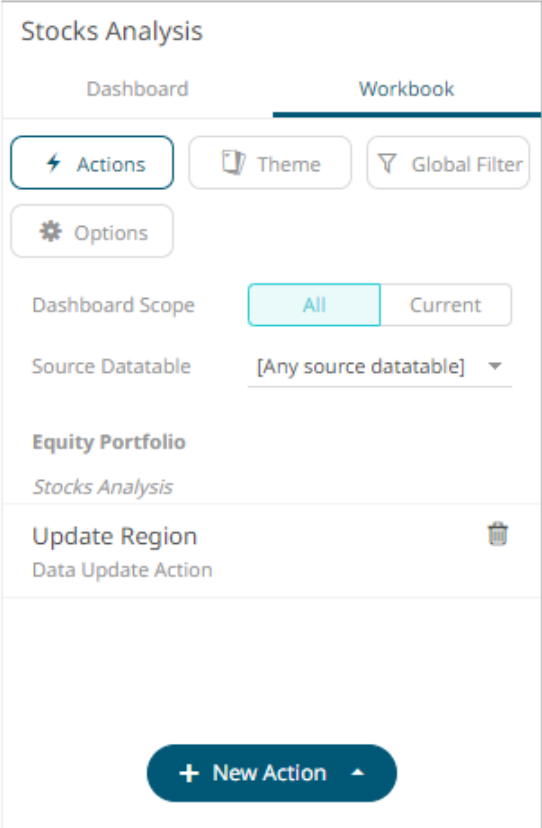 Stocks Analysis
Dashboard Workbook
Actions Theme Global Filter
Options
Dashboard Scope All Current
Source Datatable [Any source datatable]
Equity Portfolio
Stocks Analysis
Update Region
Data Update Action
+ New Action